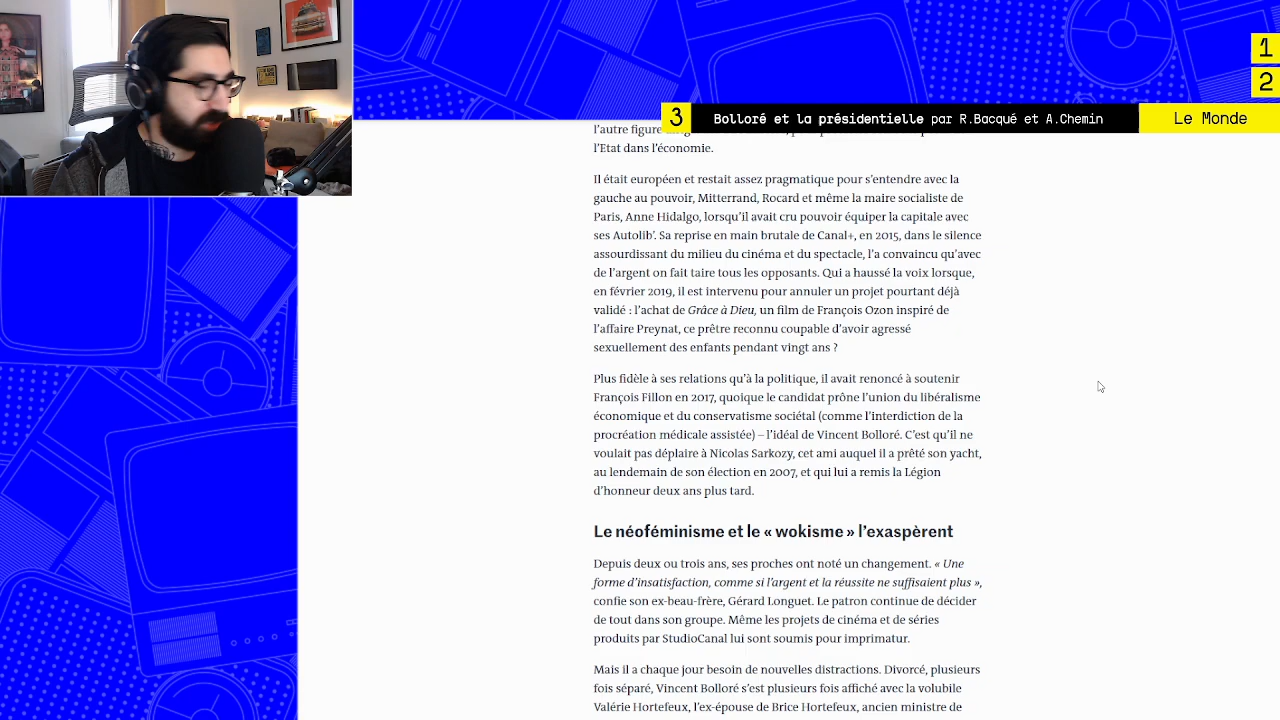 1
2
3 Bolloré et la présidentielle par R.Bacqué et A.Chemin Le Monde
l'autre figure
l'Etat dans l'économie.
Il était européen et restait assez pragmatique pour s'entendre avec la
gauche au pouvoir, Mitterrand, Rocard et même la maire socialiste de
Paris, Anne Hidalgo, lorsqu'il avait cru pouvoir équiper la capitale avec
ses Autolib'. Sa reprise en main brutale de Canal+, en 2015, dans le silence
assourdissant du milieu du cinéma et du spectacle, l'a convaincu qu'avec
de l'argent on fait taire tous les opposants. Qui a haussé la voix lorsque,
en février 2019, il est intervenu pour annuler un projet pourtant déjà
validé : l'achat de Grâce à Dieu, un film de François Ozon inspiré de
l'affaire Preynat, ce prêtre reconnu coupable d'avoir agressé
sexuellement des enfants pendant vingt ans ?
Plus fidèle à ses relations qu'à la politique, il avait renoncé à soutenir
François Fillon en 2017, quoique le candidat prône l'union du libéralisme
économique et du conservatisme sociétal (comme l'interdiction de la
procréation médicale assistée) – l'idéal de Vincent Bolloré. C'est qu'il ne
voulait pas déplaire à Nicolas Sarkozy, cet ami auquel il a prêté son yacht,
au lendemain de son élection en 2007, et qui lui a remis la Légion
d'honneur deux ans plus tard.
Le néoféminisme et le « wokisme » l'exaspèrent
Depuis deux ou trois ans, ses proches ont noté un changement. « Une
forme d'insatisfaction, comme si l'argent et la réussite ne suffisaient plus »,
confie son ex-beau-frère, Gérard Longuet. Le patron continue de décider
de tout dans son groupe. Même les projets de cinéma et de séries
produits par StudioCanal lui sont soumis pour imprimatur.
Mais il a chaque jour besoin de nouvelles distractions. Divorcé, plusieurs
fois séparé, Vincent Bolloré s'est plusieurs fois affiché avec la volubile
Valérie Hortefeux, l'ex-épouse de Brice Hortefeux, ancien ministre de